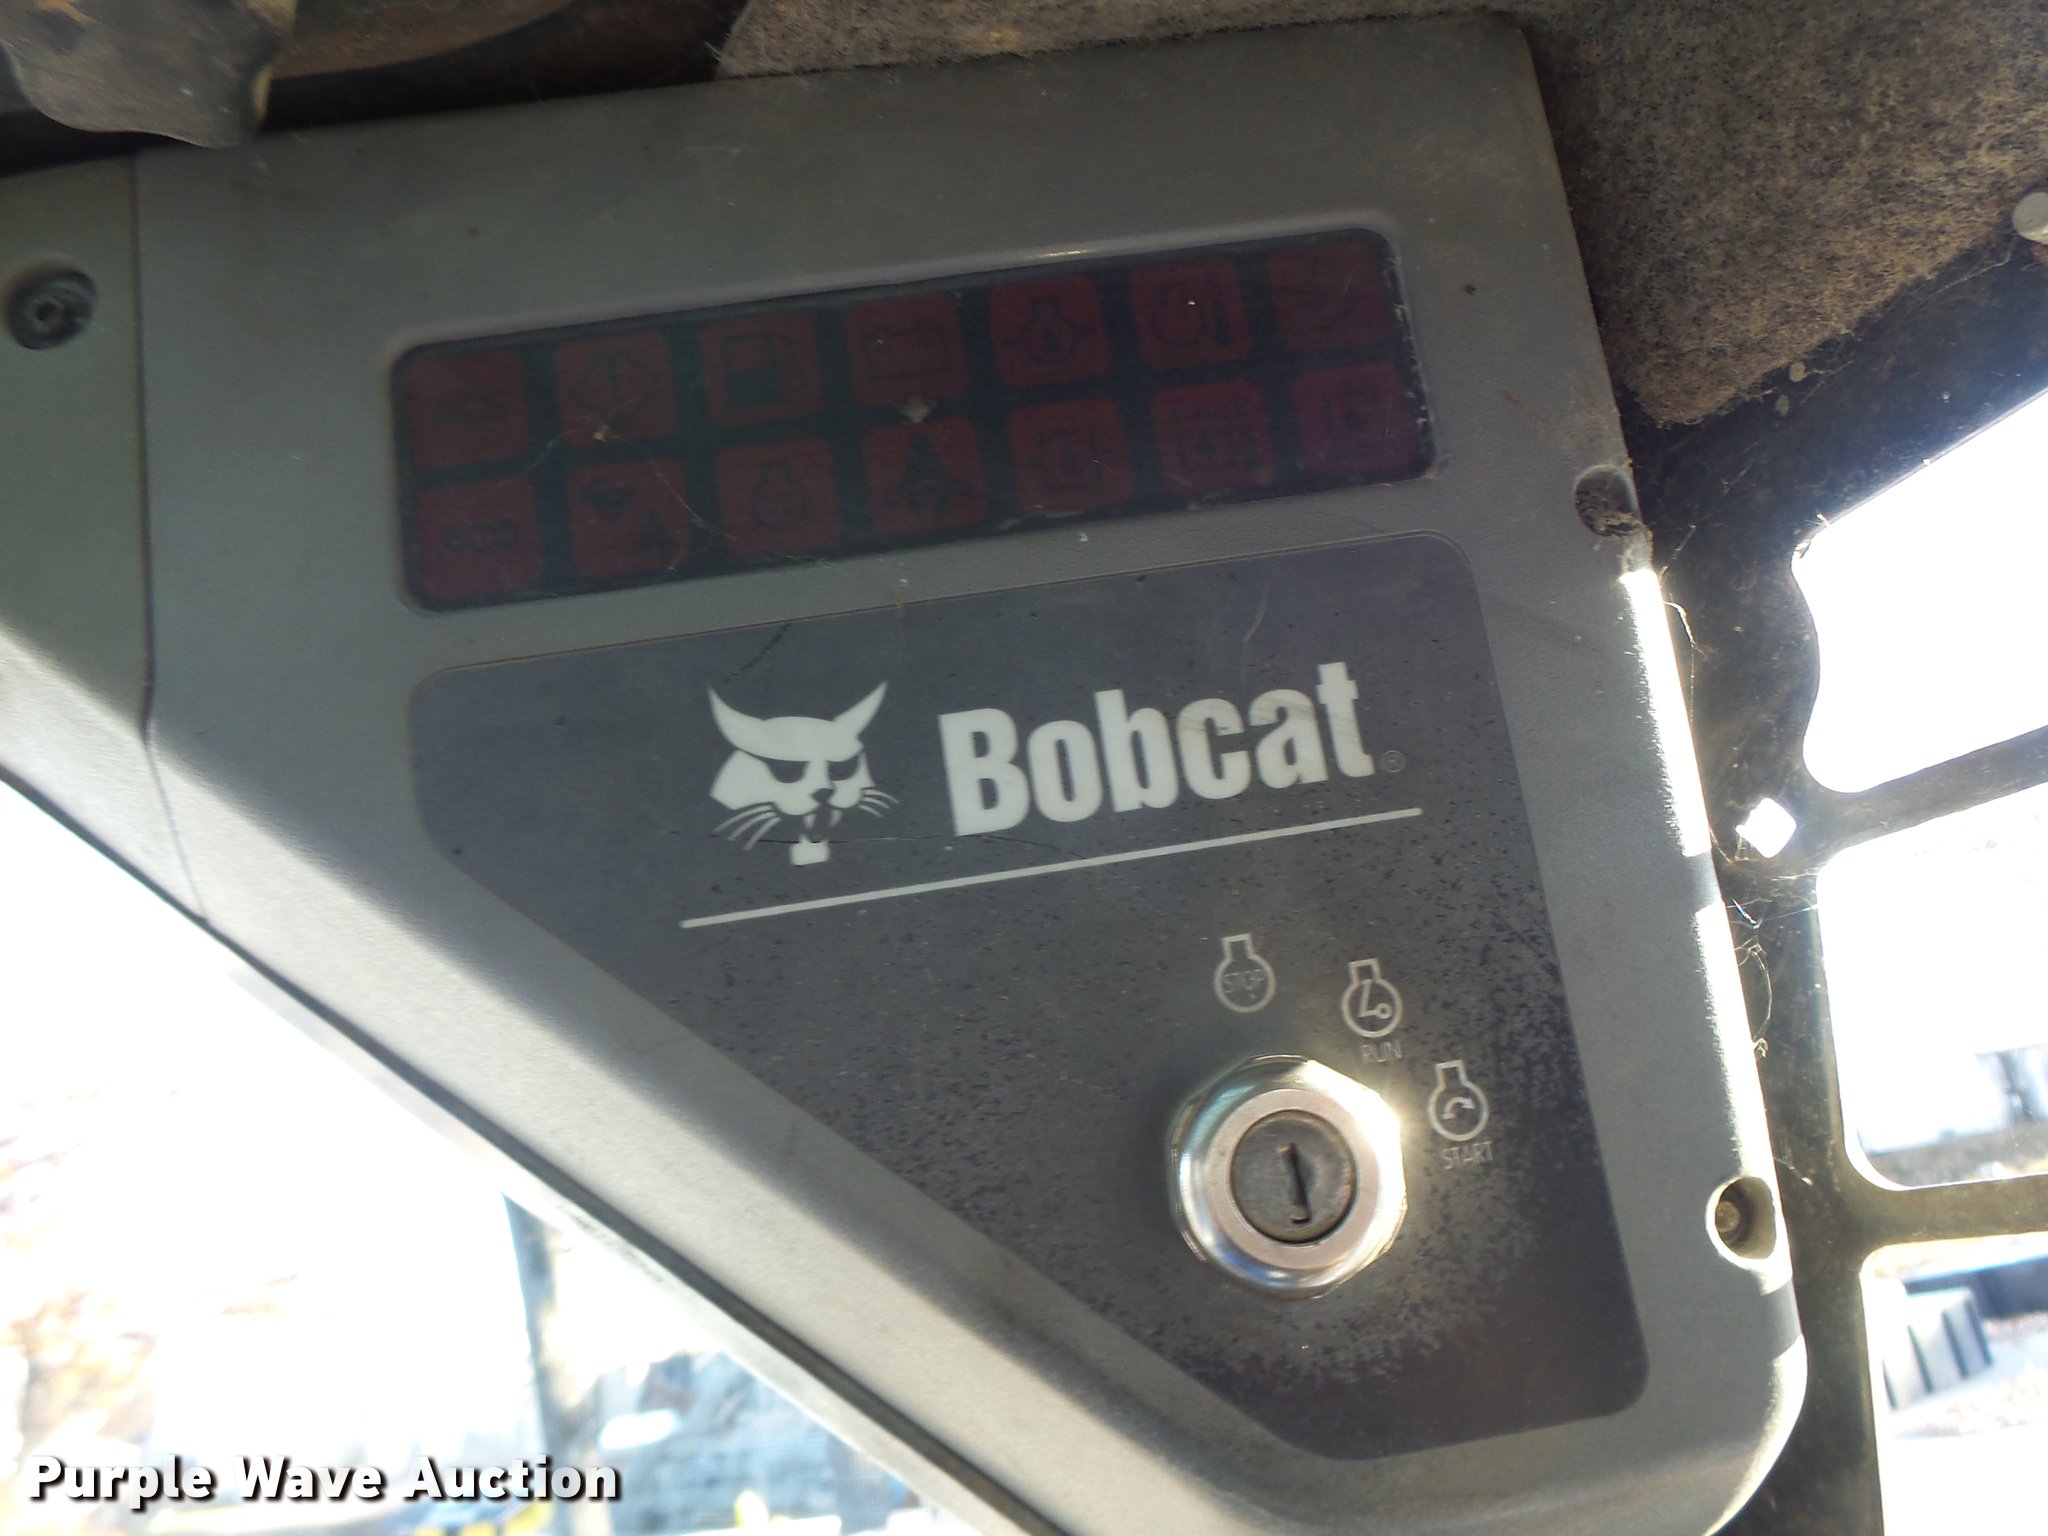 ACS
Bobcat®
STOP
RUN
START
Purple Wave Auction